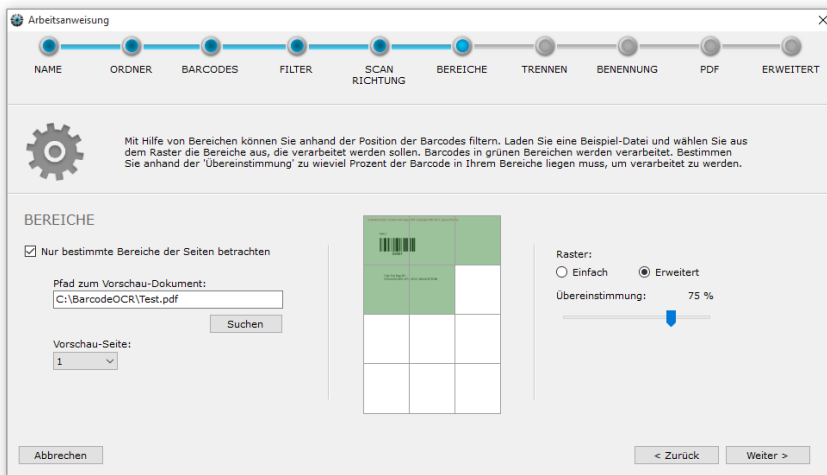 Arbeitsanweisung
NAME
ORDNER
BARCODES
FILTER
SCAN
RICHTUNG
BEREICHE
TRENNEN
BENENNUNG
PDF
ERWEITERT
Mit Hilfe von Bereichen können Sie anhand der Position der Barcodes filtern. Laden Sie eine Beispiel-Datei und wählen Sie aus
dem Raster die Bereiche aus, die verarbeitet werden sollen. Barcodes in grünen Bereichen werden verarbeitet. Bestimmen
Sie anhand der 'Übereinstimmung' zu wieviel Prozent der Barcode in Ihrem Bereiche liegen muss, um verarbeitet zu werden.
BEREICHE
Nur bestimmte Bereiche der Seiten betrachten
Pfad zum Vorschau-Dokument:
C:\BarcodeOCR\Test.pdf
Suchen
Vorschau-Seite:
1
Raster:
Einfach
Erweitert
Übereinstimmung: 75 %
Abbrechen
< Zurück
Weiter >